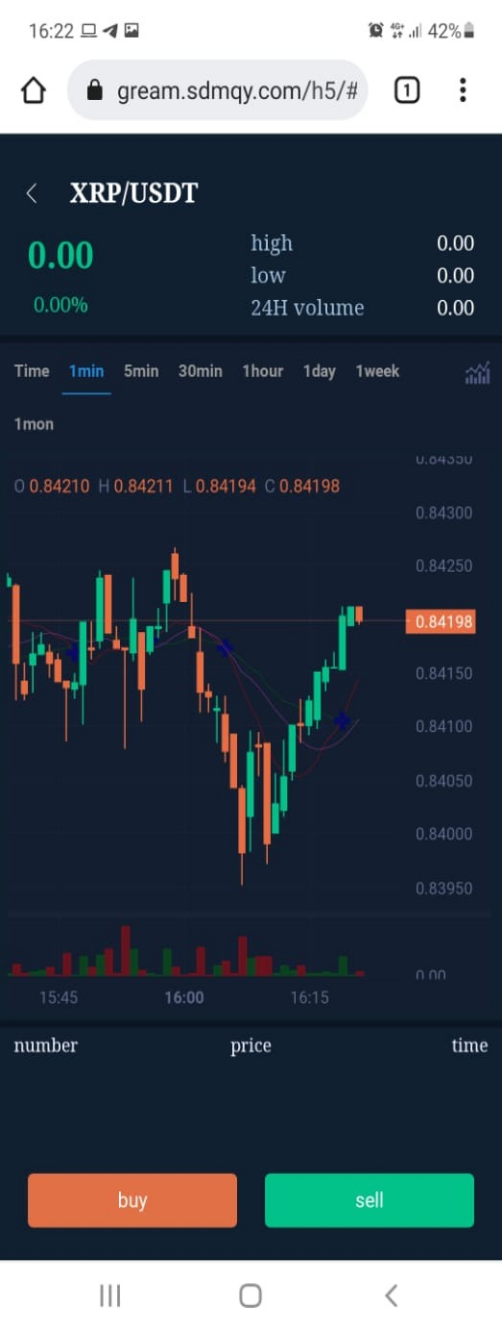 16:22 42%
gream.sdmqy.com/h5/# 1
XRP/USDT
0.00 high 0.00
low 0.00
0.00% 24H volume 0.00
Time 1min 5min 30min 1hour 1day 1week
1mon
0.84350
O 0.84210 H 0.84211 L 0.84194 C 0.84198
0.84300
0.84250
0.84198
0.84150
0.84100
0.84050
0.84000
0.83950
0.00
15:45 16:00 16:15
number price time
buy sell